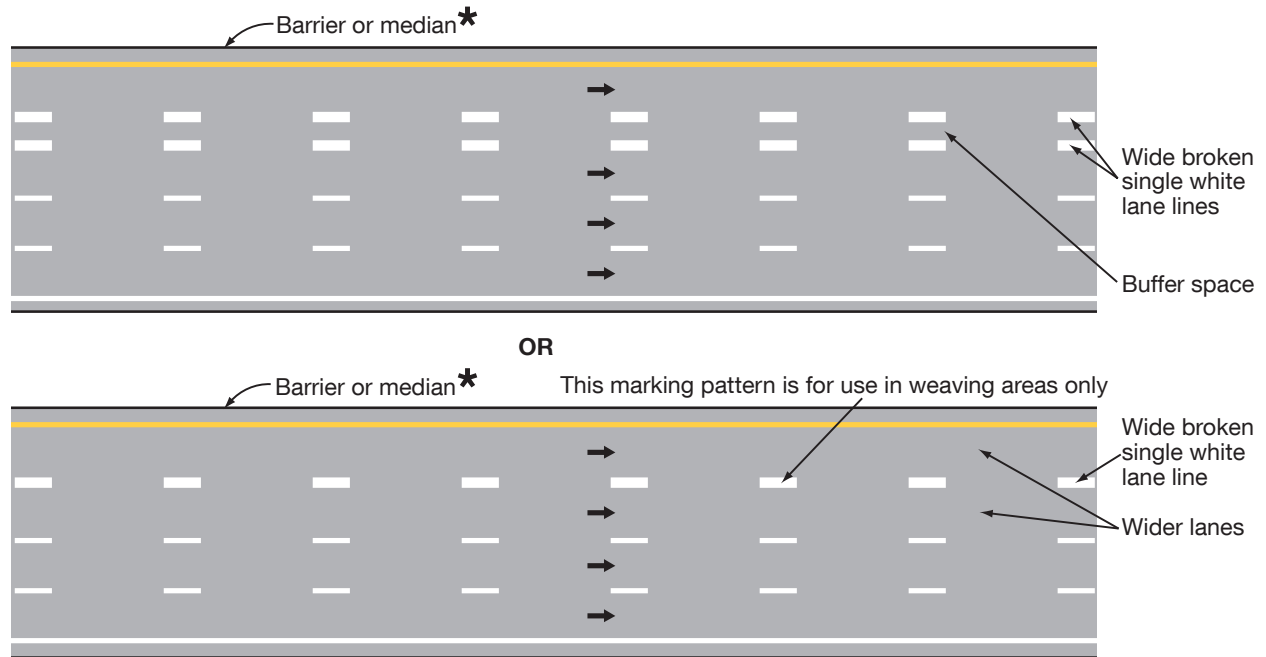 Barrier or median*
Wide broken
single white
lane lines
Buffer space
OR
Barrier or median*
This marking pattern is for use in weaving areas only
Wide broken
single white
lane line
Wider lanes